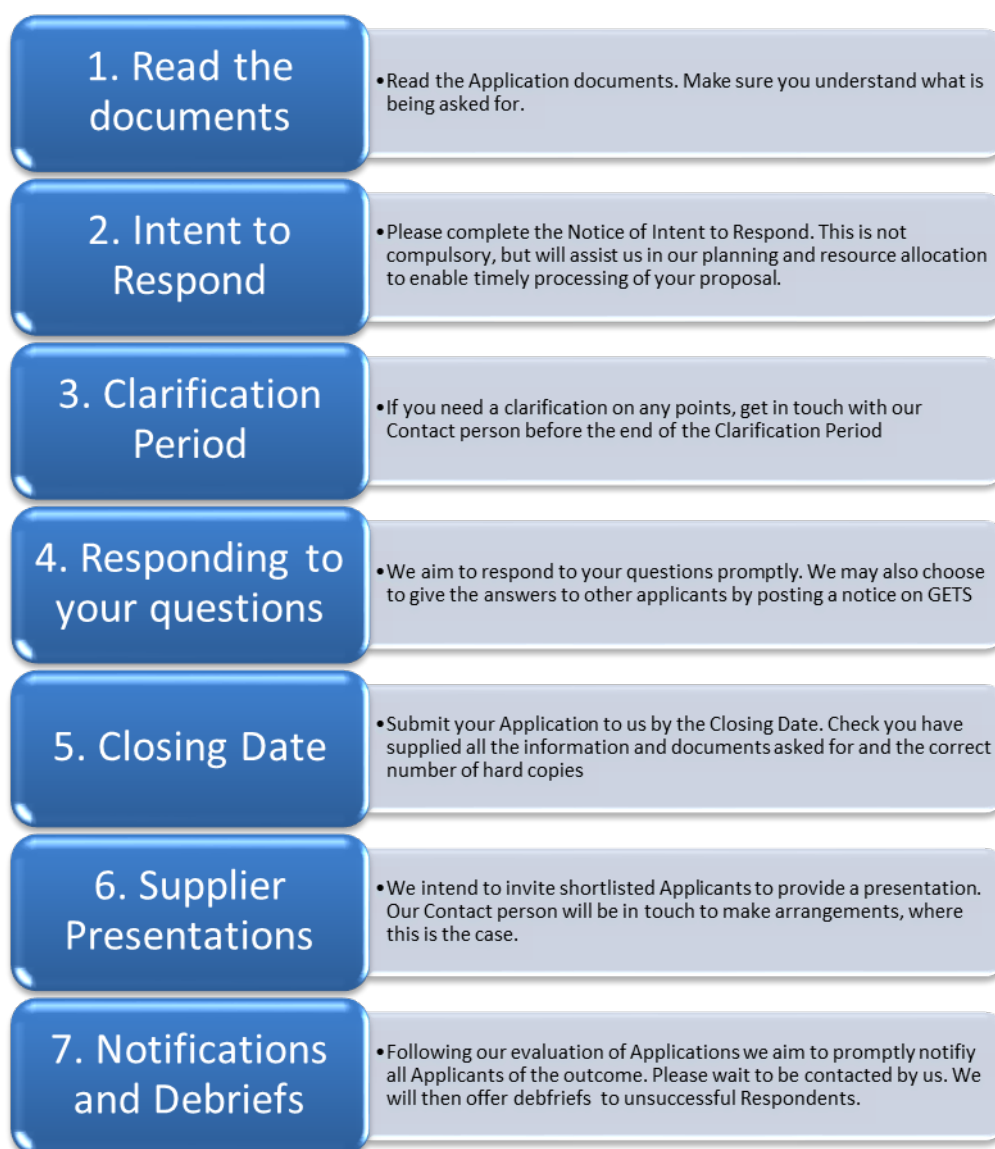 1. Read the
documents
•Read the Application documents. Make sure you understand what is
being asked for.
2. Intent to
Respond
•Please complete the Notice of Intent to Respond. This is not
compulsory, but will assist us in our planning and resource allocation
to enable timely processing of your proposal.
3. Clarification
Period
•If you need a clarification on any points, get in touch with our
Contact person before the end of the Clarification Period
4. Responding to
your questions
•We aim to respond to your questions promptly. We may also choose
to give the answers to other applicants by posting a notice on GETS
5. Closing Date
•Submit your Application to us by the Closing Date. Check you have
supplied all the information and documents asked for and the correct
number of hard copies
6. Supplier
Presentations
•We intend to invite shortlisted Applicants to provide a presentation.
Our Contact person will be in touch to make arrangements, where
this is the case.
7. Notifications
and Debriefs
•Following our evaluation of Applications we aim to promptly notifiy
all Applicants of the outcome. Please wait to be contacted by us. We
will then offer debfriefs to unsuccessful Respondents.